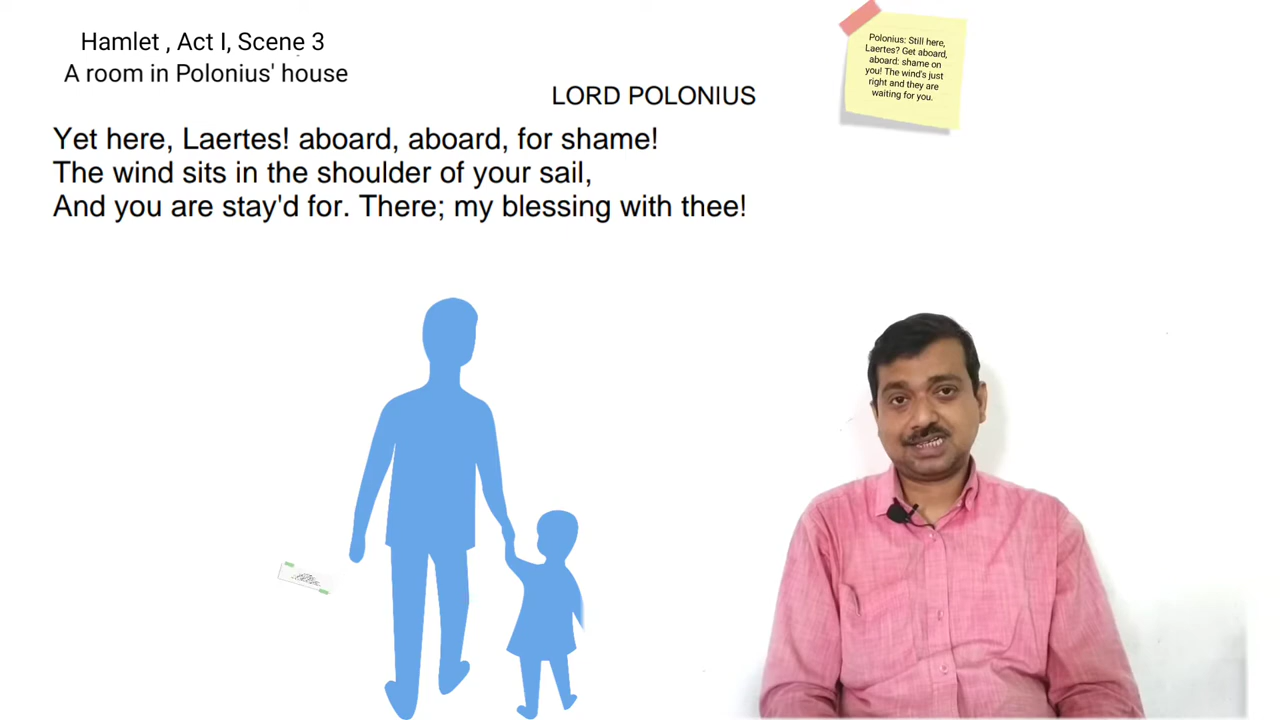 Hamlet , Act I, Scene 3
A room in Polonius' house
LORD POLONIUS
Yet here, Laertes! aboard, aboard, for shame!
The wind sits in the shoulder of your sail,
And you are stay'd for. There; my blessing with thee!
Polonius: Still here,
Laertes? Get aboard,
aboard: shame on
you! The wind's just
right and they are
waiting for you.